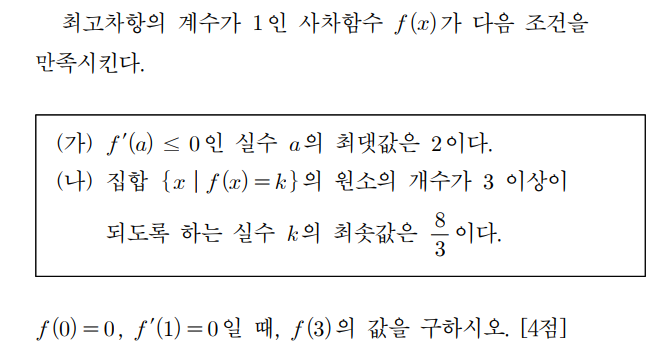 최고차항의 계수가 1인 사차함수 f(x)가 다음 조건을
만족시킨다.
(가) f′(a) ≤ 0인 실수 a의 최댓값은 2이다.
(나) 집합 {x | f(x) = k}의 원소의 개수가 3 이상이
되도록 하는 실수 k의 최솟값은 8/3이다.
f(0) = 0, f′(1) = 0일 때, f(3)의 값을 구하시오. [4점]